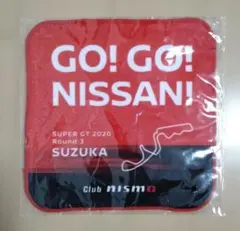 GO! GO!
NISSAN!
SUPER GT 2020
Round 3
SUZUKA
Club nismo